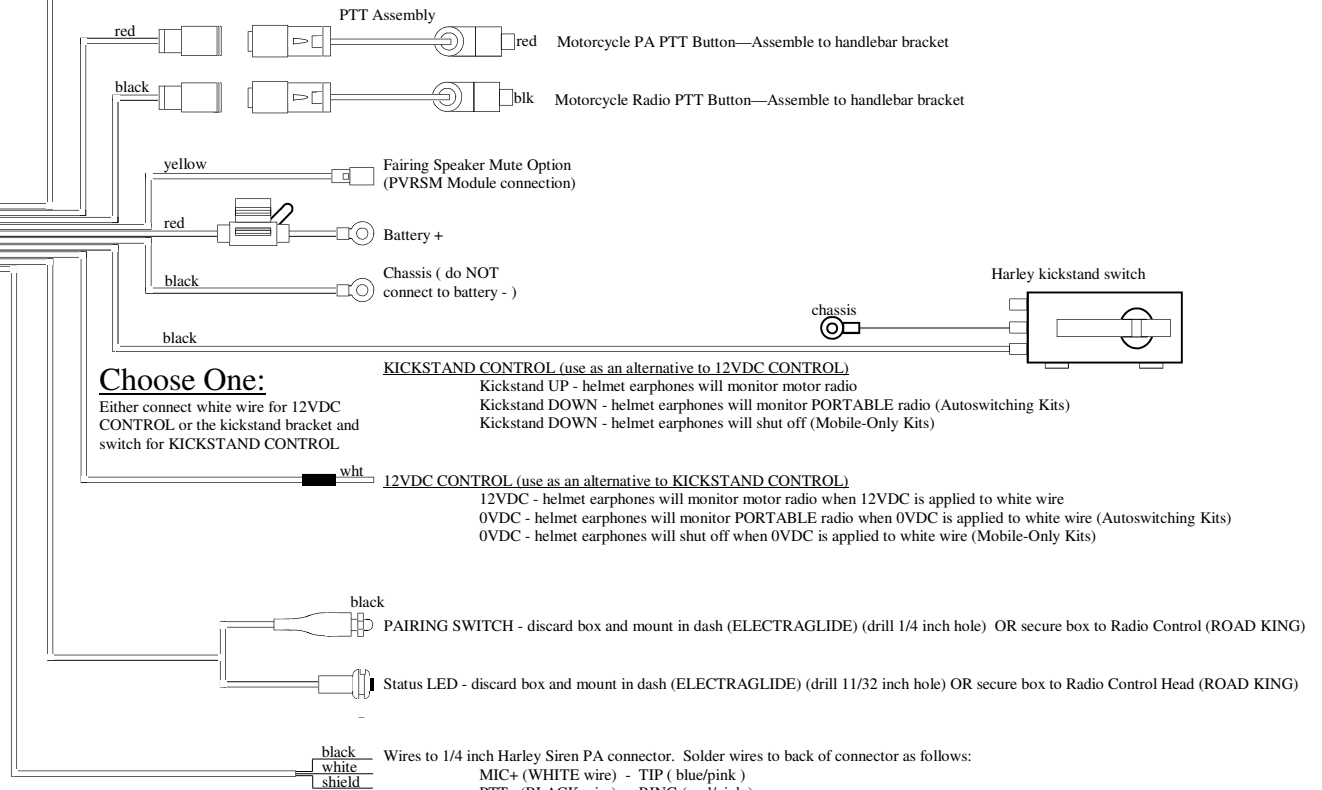 PTT Assembly
red
red
Motorcycle PA PTT Button—Assemble to handlebar bracket
black
blk
Motorcycle Radio PTT Button—Assemble to handlebar bracket
yellow
Fairing Speaker Mute Option
(PVRSM Module connection)
red
Battery +
black
Chassis ( do NOT
connect to battery - )
Harley kickstand switch
chassis
black
Choose One:
Either connect white wire for 12VDC
CONTROL or the kickstand bracket and
switch for KICKSTAND CONTROL
KICKSTAND CONTROL (use as an alternative to 12VDC CONTROL)
Kickstand UP - helmet earphones will monitor motor radio
Kickstand DOWN - helmet earphones will monitor PORTABLE radio (Autoswitching Kits)
Kickstand DOWN - helmet earphones will shut off (Mobile-Only Kits)
wht
12VDC CONTROL (use as an alternative to KICKSTAND CONTROL)
12VDC - helmet earphones will monitor motor radio when 12VDC is applied to white wire
0VDC - helmet earphones will monitor PORTABLE radio when 0VDC is applied to white wire (Autoswitching Kits)
0VDC - helmet earphones will shut off when 0VDC is applied to white wire (Mobile-Only Kits)
black
PAIRING SWITCH - discard box and mount in dash (ELECTRAGLIDE) (drill 1/4 inch hole) OR secure box to Radio Control (ROAD KING)
Status LED - discard box and mount in dash (ELECTRAGLIDE) (drill 11/32 inch hole) OR secure box to Radio Control Head (ROAD KING)
black
white
shield
Wires to 1/4 inch Harley Siren PA connector. Solder wires to back of connector as follows:
MIC+ (WHITE wire) - TIP ( blue/pink )